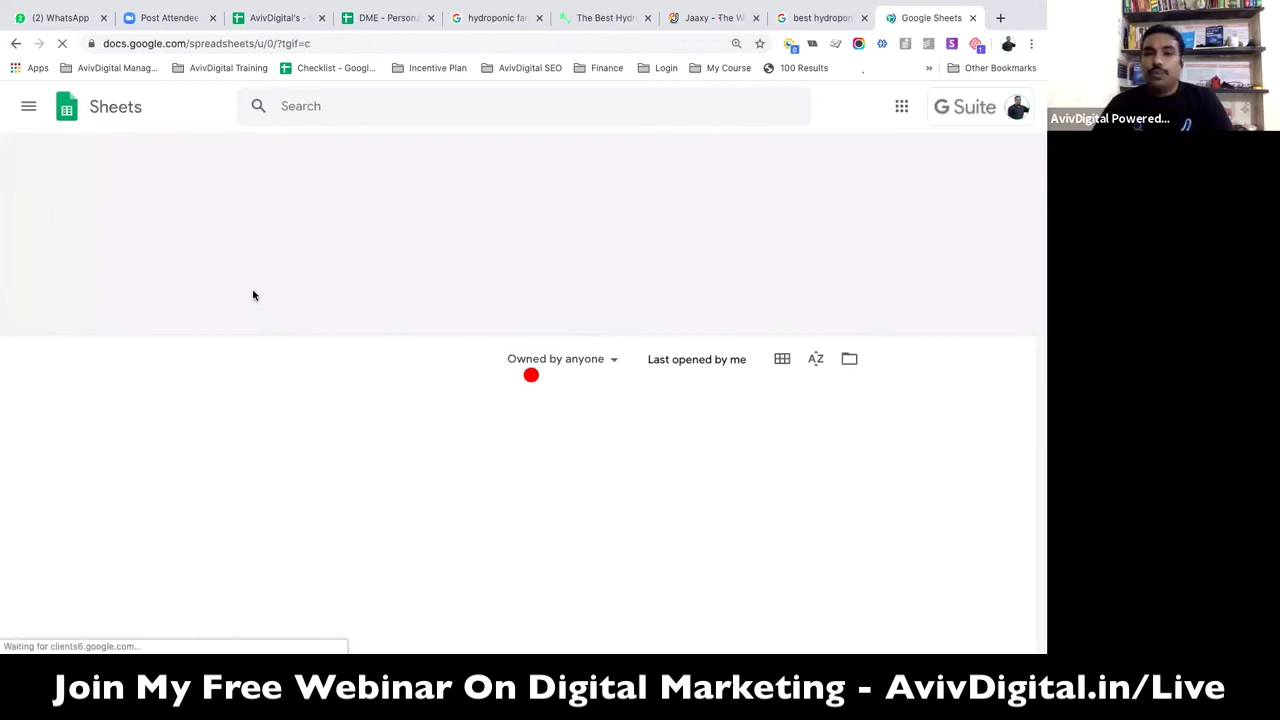 (2) WhatsApp
Post Attendee
AvivDigital's -
DME - Persona
hydroponic far
The Best Hydr
Jaaxy - The W
best hydropon
Google Sheets
docs.google.com/spreadsheets/u/0/?tgif=c
Apps
AvivDigital Manag...
AvivDigital Training
Checklist - Googl...
Incentive Plan
AvivDigital SEO
Finance
Login
My Course
100 Results
»
Other Bookmarks
Sheets
Search
G Suite
AvivDigital Powered...
Owned by anyone
Last opened by me
AZ
Waiting for clients6.google.com...
Join My Free Webinar On Digital Marketing - AvivDigital.in/Live